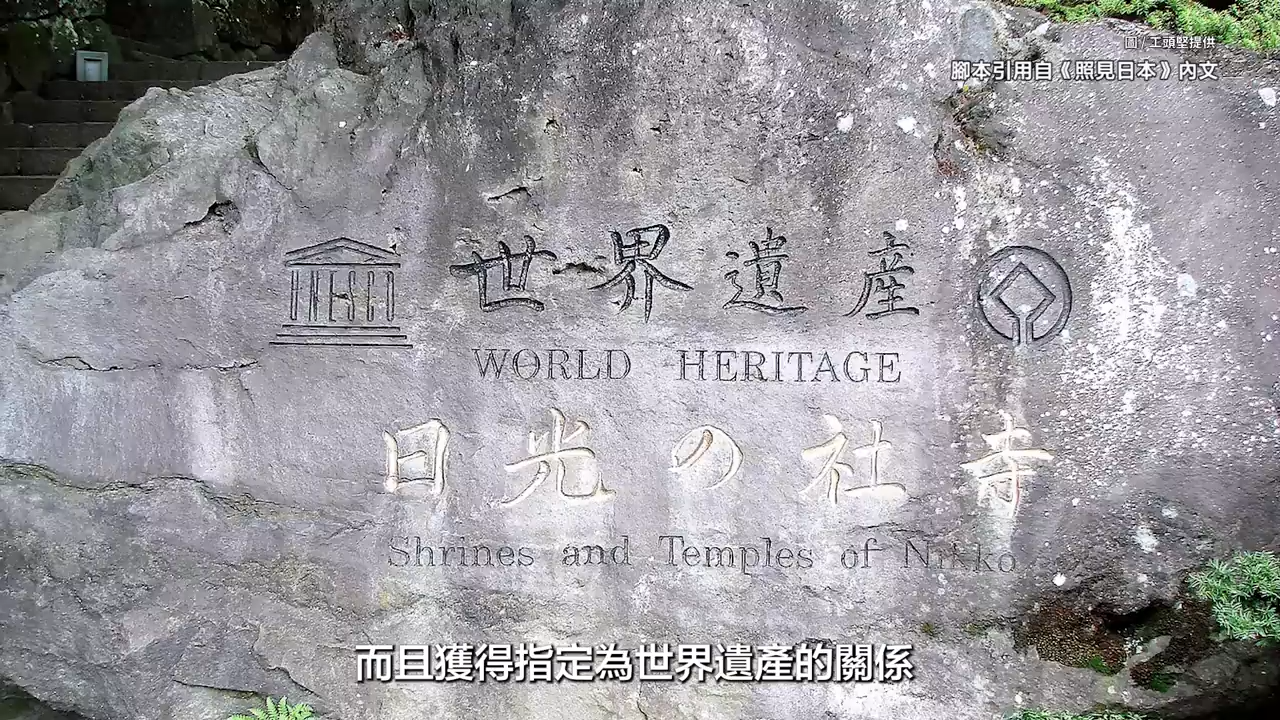 圖/工頭堅提供
腳本引用自《照見日本》內文
世界遺産
WORLD HERITAGE
日光の社寺
Shrines and Temples of Nikko
而且獲得指定為世界遺產的關係